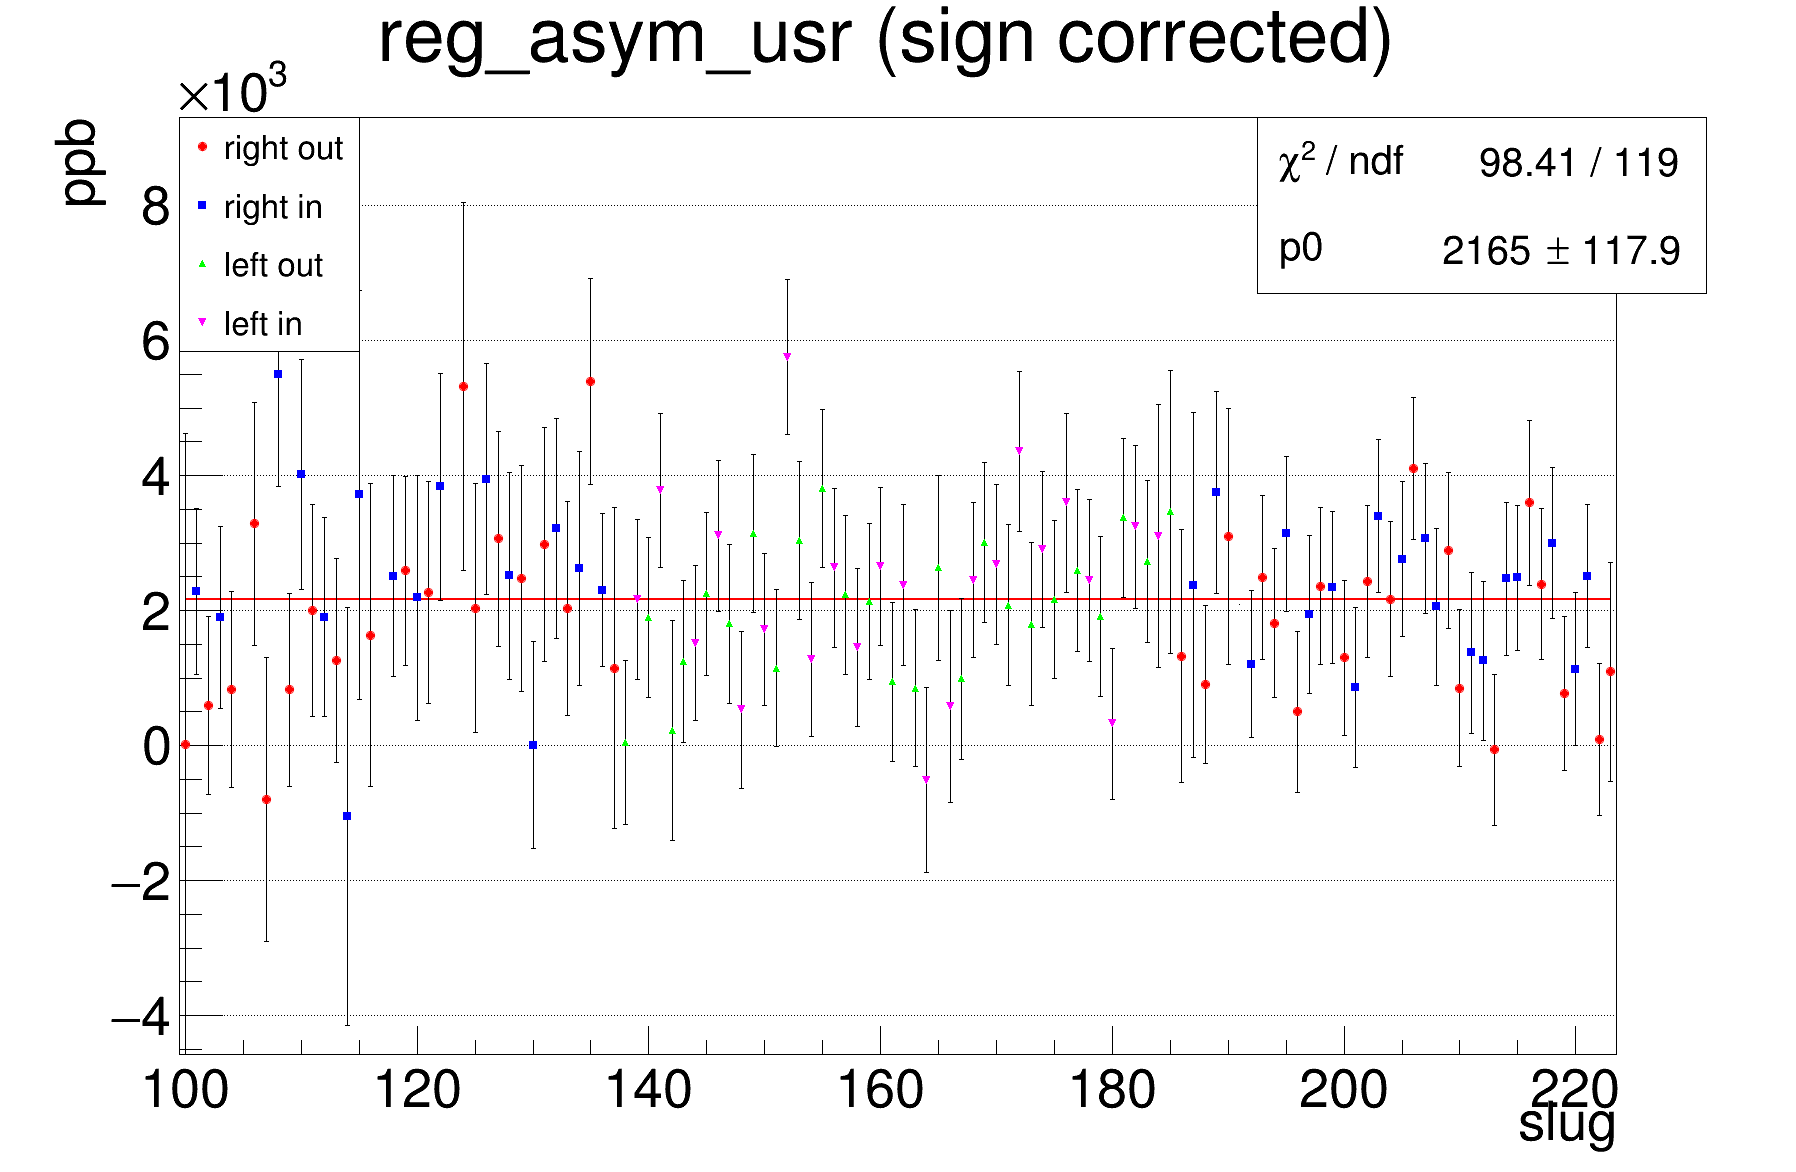 reg_asym_usr (sign corrected)
×10³
ppb
right out
right in
left out
left in
χ² / ndf 98.41 / 119
p0 2165 ± 117.9
8
6
4
2
0
−2
−4
100 120 140 160 180 200 220
slug